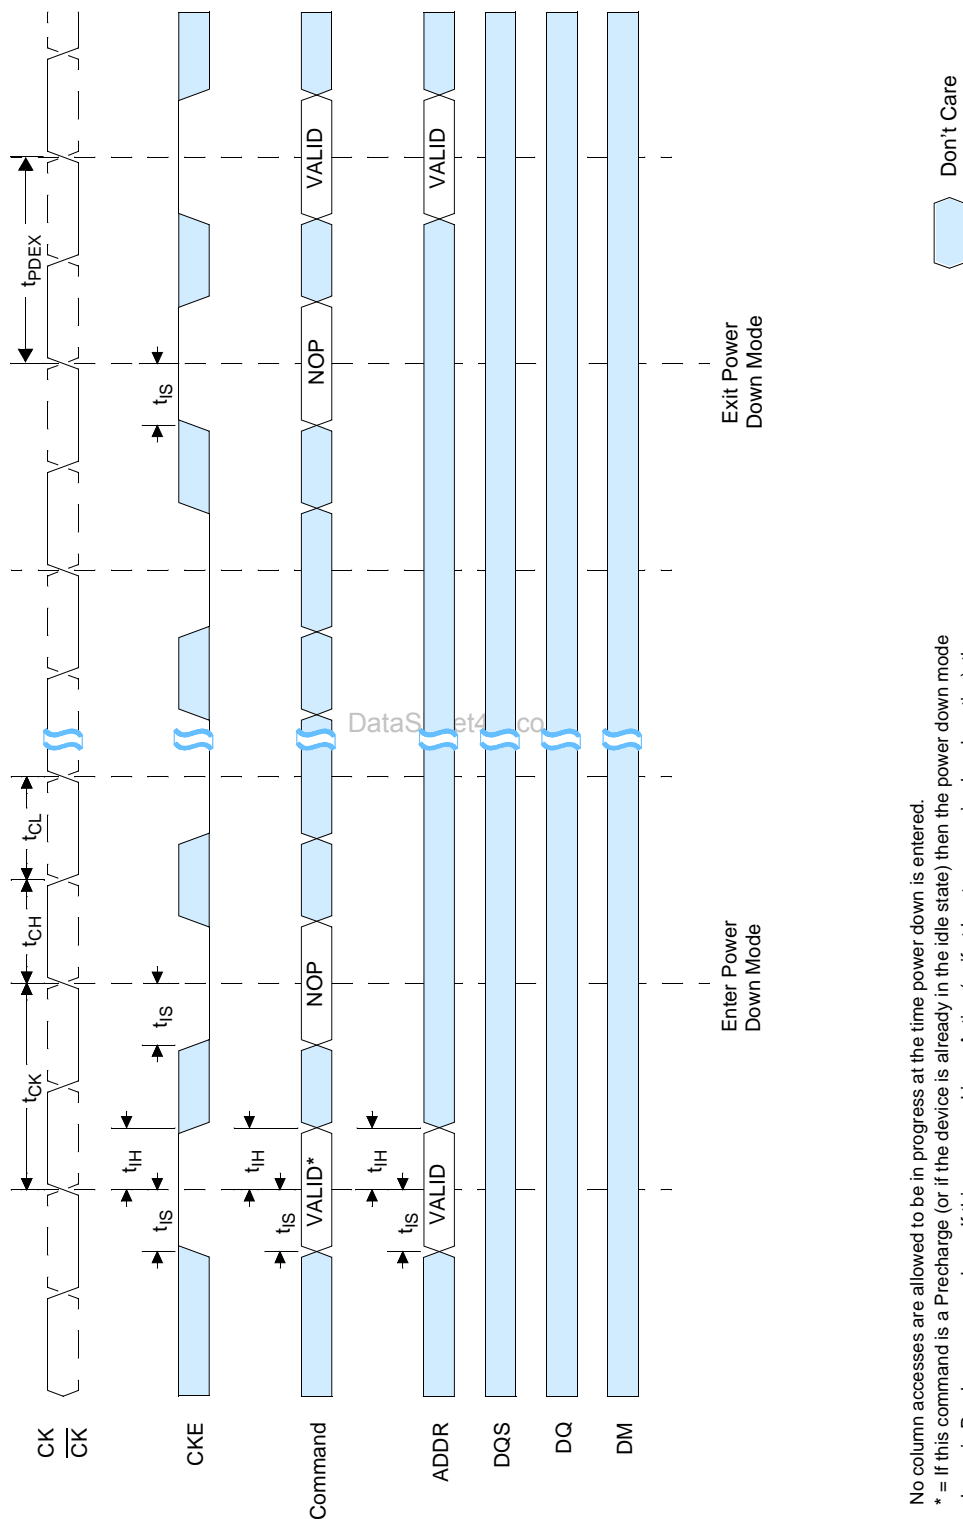 CK
CK
tCK
tCH
tCL
tPDEX
CKE
tIS
tIH
tIS
tIS
Command
tIS
tIH
VALID*
NOP
NOP
VALID
ADDR
tIS
tIH
VALID
VALID
DQS
DQ
DM
Enter Power
Down Mode
Exit Power
Down Mode
Don't Care
No column accesses are allowed to be in progress at the time power down is entered.
* = If this command is a Precharge (or if the device is already in the idle state) then the power down mode